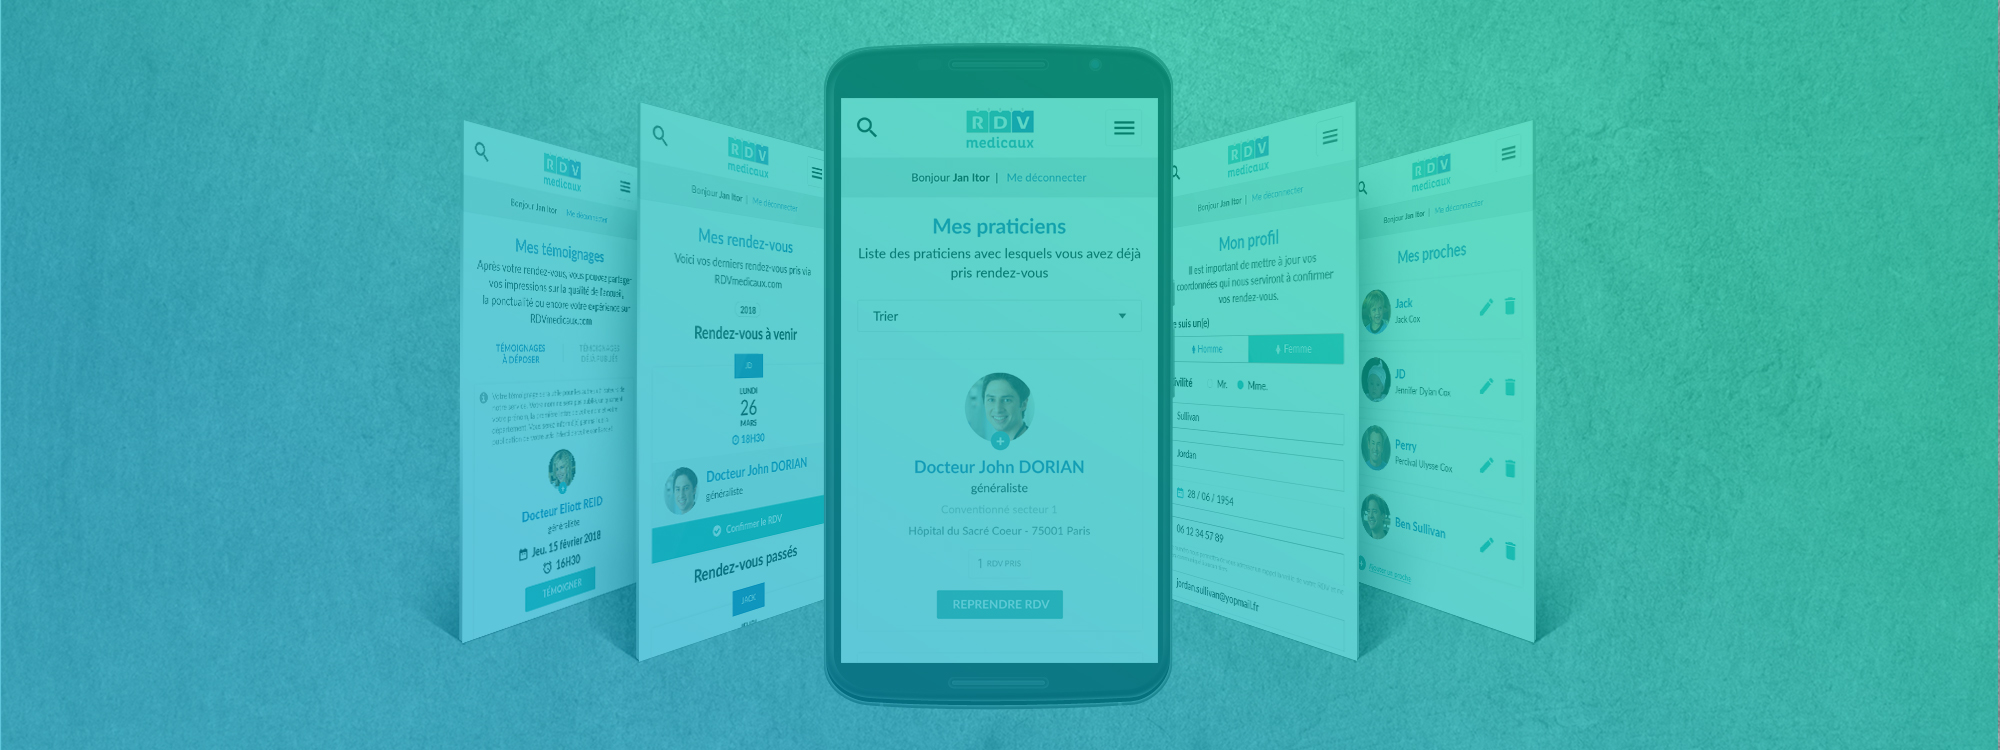 RDV
medicaux
Bonjour Jan Itor
Me déconnecter
Mes témoignages
Après votre rendez-vous, vous pouvez partager
vos impressions sur la qualité de l'accueil,
la ponctualité ou encore votre expérience sur
RDVmedicaux.com
TÉMOIGNAGES
À DÉPOSER
TÉMOIGNAGES
Docteur Eliott REID
généraliste
Jeu. 15 février 2018
16H30
TÉMOIGNER
RDV
medicaux
Bonjour Jan Itor | Me déconnecter
Mes rendez-vous
Voici vos derniers rendez-vous pris via
RDVmedicaux.com
2018
Rendez-vous à venir
JD
LUNDI
26
MARS
18H30
Docteur John DORIAN
généraliste
Confirmer le RDV
Rendez-vous passés
JACK
RDV
medicaux
Bonjour Jan Itor | Me déconnecter
Mes praticiens
Liste des praticiens avec lesquels vous avez déjà
pris rendez-vous
Trier
Docteur John DORIAN
généraliste
Conventionné secteur 1
Hôpital du Sacré Coeur - 75001 Paris
1 RDV PRIS
REPRENDRE RDV
RDV
medicaux
Bonjour Jan Itor | Me déconnecter
Mon profil
Il est important de mettre à jour vos
coordonnées qui nous serviront à confirmer
vos rendez-vous.
e suis un(e)
Homme
Femme
ivilité
Mr.
Mme.
Sullivan
Jordan
28 / 06 / 1954
06 12 34 57 89
jordan.sullivan@yopmail.fr
RDV
medicaux
Bonjour Jan Itor | Me déconnecter
Mes proches
Jack
Jack Cox
JD
Jennifer Dylan Cox
Perry
Percival Ulysse Cox
Ben Sullivan
Ajouter un proche